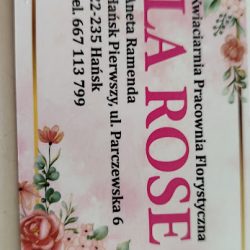 Kwiaciarnia Pracownia Florystyczna
LA ROSE
Aneta Ramenda
Hańsk Pierwszy, ul. Parczewska 6
22-235 Hańsk
tel. 667 113 799